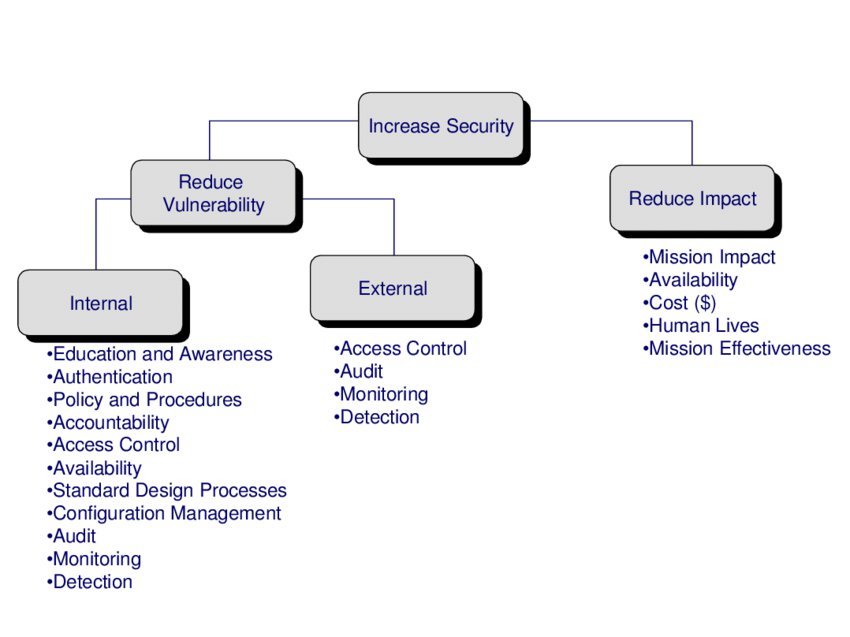 Increase Security
Reduce
Vulnerability
Reduce Impact
Internal
•Education and Awareness
•Authentication
•Policy and Procedures
•Accountability
•Access Control
•Availability
•Standard Design Processes
•Configuration Management
•Audit
•Monitoring
•Detection
External
•Access Control
•Audit
•Monitoring
•Detection
•Mission Impact
•Availability
•Cost ($)
•Human Lives
•Mission Effectiveness